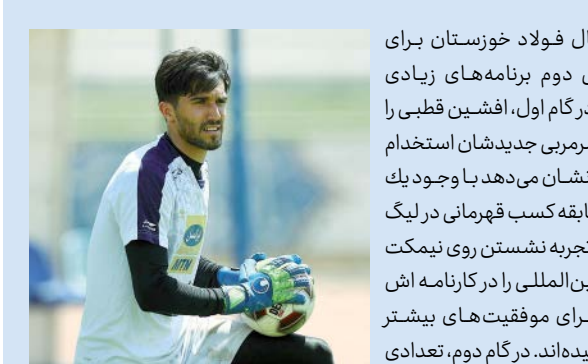 ال فولاد خوزستان برای
دوم برنامه‌های زیادی
در گام اول، افشین قطبی را
رمربی جدیدشان استخدام
نشان می‌دهد با وجود یك
ابقه کسب قهرمانی در لیگ
تجربه نشستن روی نیمکت
ین‌المللی را در کارنامه اش
رای موفقیت‌های بیشتر
یده‌اند. در گام دوم، تعدادی
MTN